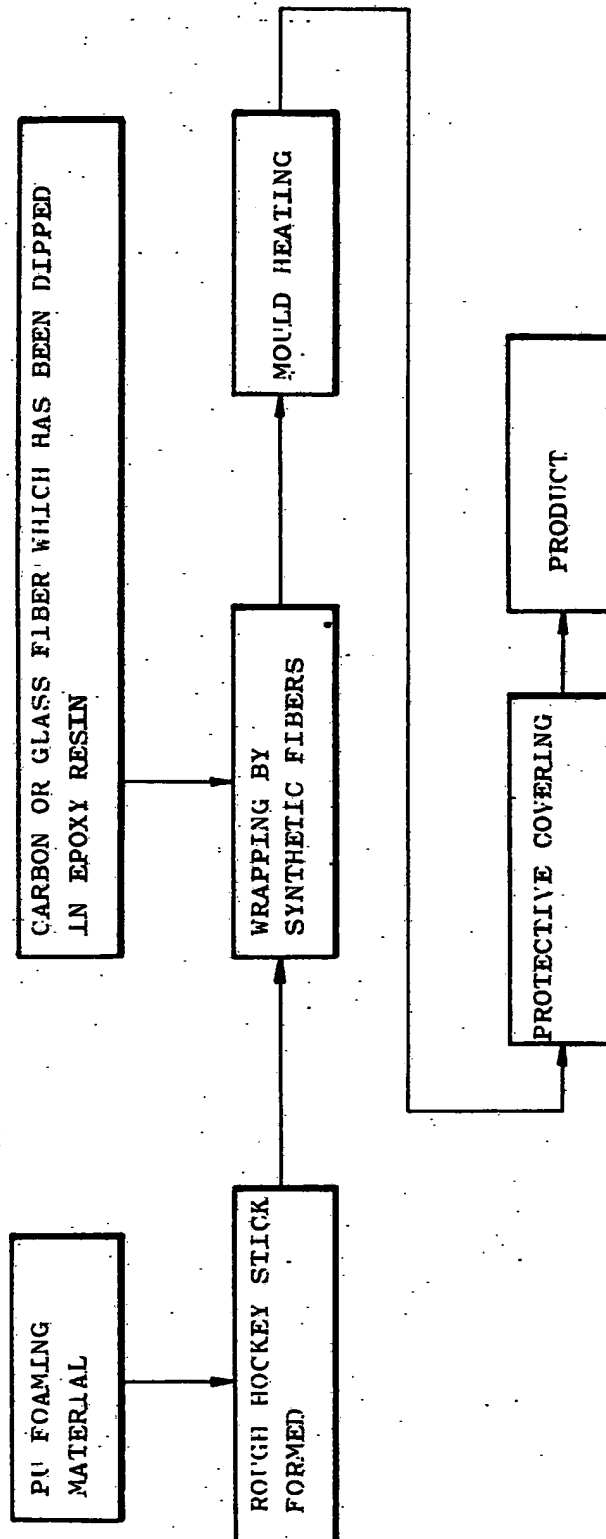 PU FOAMING
MATERIAL
CARBON OR GLASS FIBER WHICH HAS BEEN DIPPED
IN EPOXY RESIN
ROUGH HOCKEY STICK
FORMED
WRAPPING BY
SYNTHETIC FIBERS
MOULD HEATING
PROTECTIVE COVERING
PRODUCT